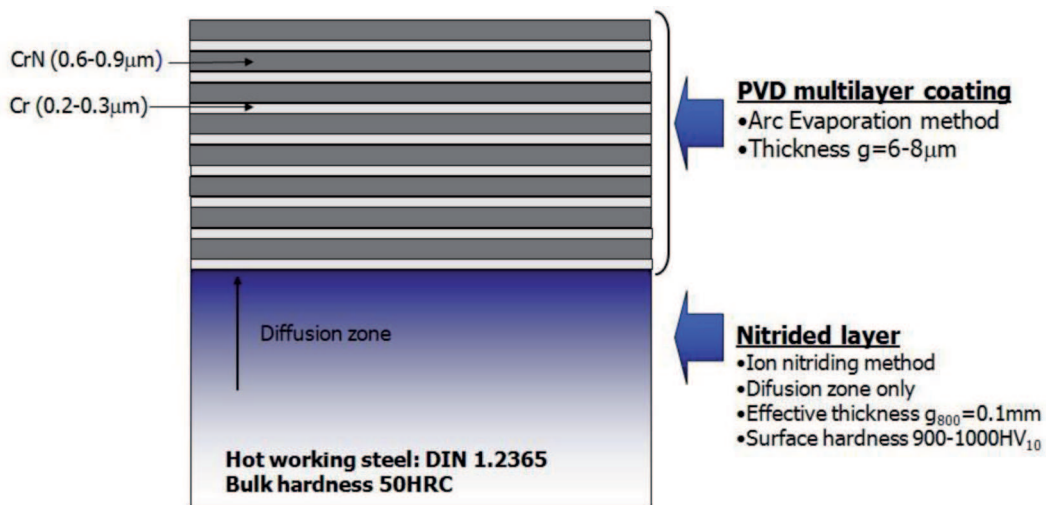 CrN (0.6-0.9μm)
Cr (0.2-0.3μm)
PVD multilayer coating
•Arc Evaporation method
•Thickness g=6-8μm
Diffusion zone
Nitrided layer
•Ion nitriding method
•Difusion zone only
•Effective thickness g800=0.1mm
•Surface hardness 900-1000HV10
Hot working steel: DIN 1.2365
Bulk hardness 50HRC